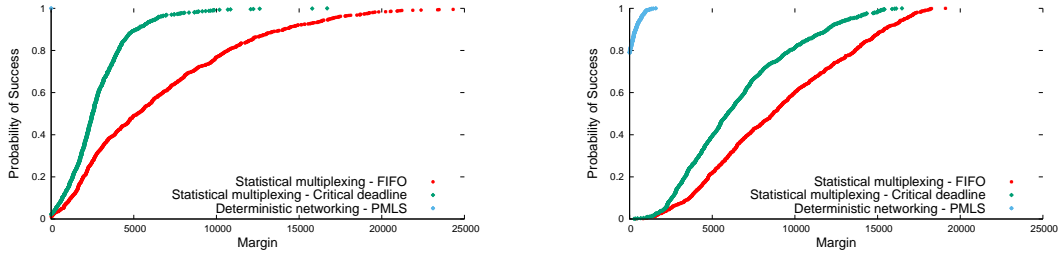 1
0.8
0.6
0.4
0.2
0
Probability of Success
Statistical multiplexing - FIFO
Statistical multiplexing - Critical deadline
Deterministic networking - PMLS
0 5000 10000 15000 20000 25000
Margin
1
0.8
0.6
0.4
0.2
0
Probability of Success
Statistical multiplexing - FIFO
Statistical multiplexing - Critical deadline
Deterministic networking - PMLS
0 5000 10000 15000 20000 25000
Margin